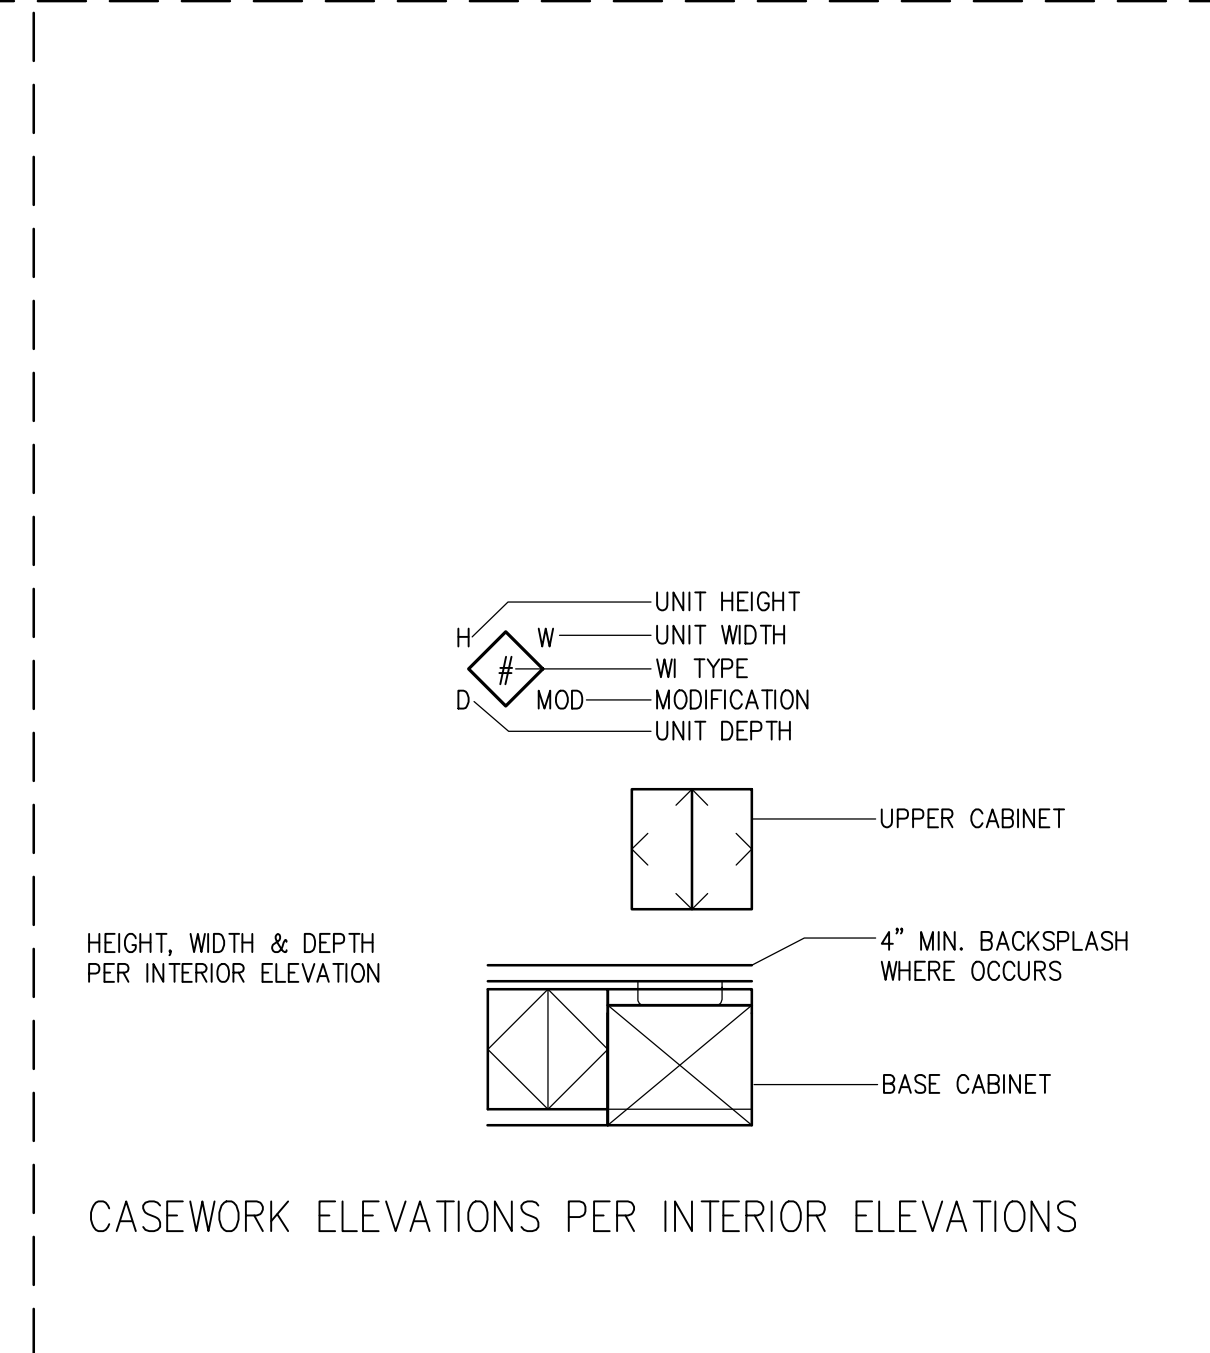 UNIT HEIGHT
H W UNIT WIDTH
# WI TYPE
D MOD MODIFICATION
UNIT DEPTH
UPPER CABINET
HEIGHT, WIDTH & DEPTH
PER INTERIOR ELEVATION
4" MIN. BACKSPLASH
WHERE OCCURS
BASE CABINET
CASEWORK ELEVATIONS PER INTERIOR ELEVATIONS